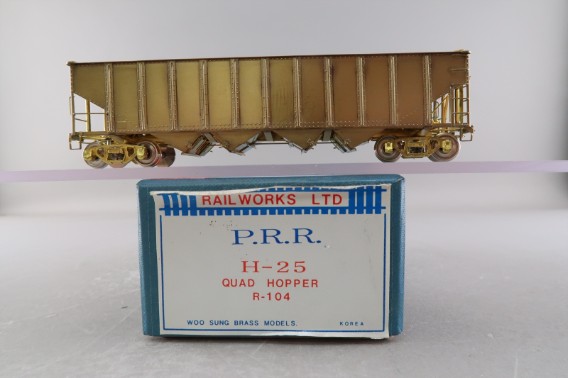 RAILWORKS LTD
P.R.R.
H-25
QUAD HOPPER
R-104
WOO SUNG BRASS MODELS. KOREA